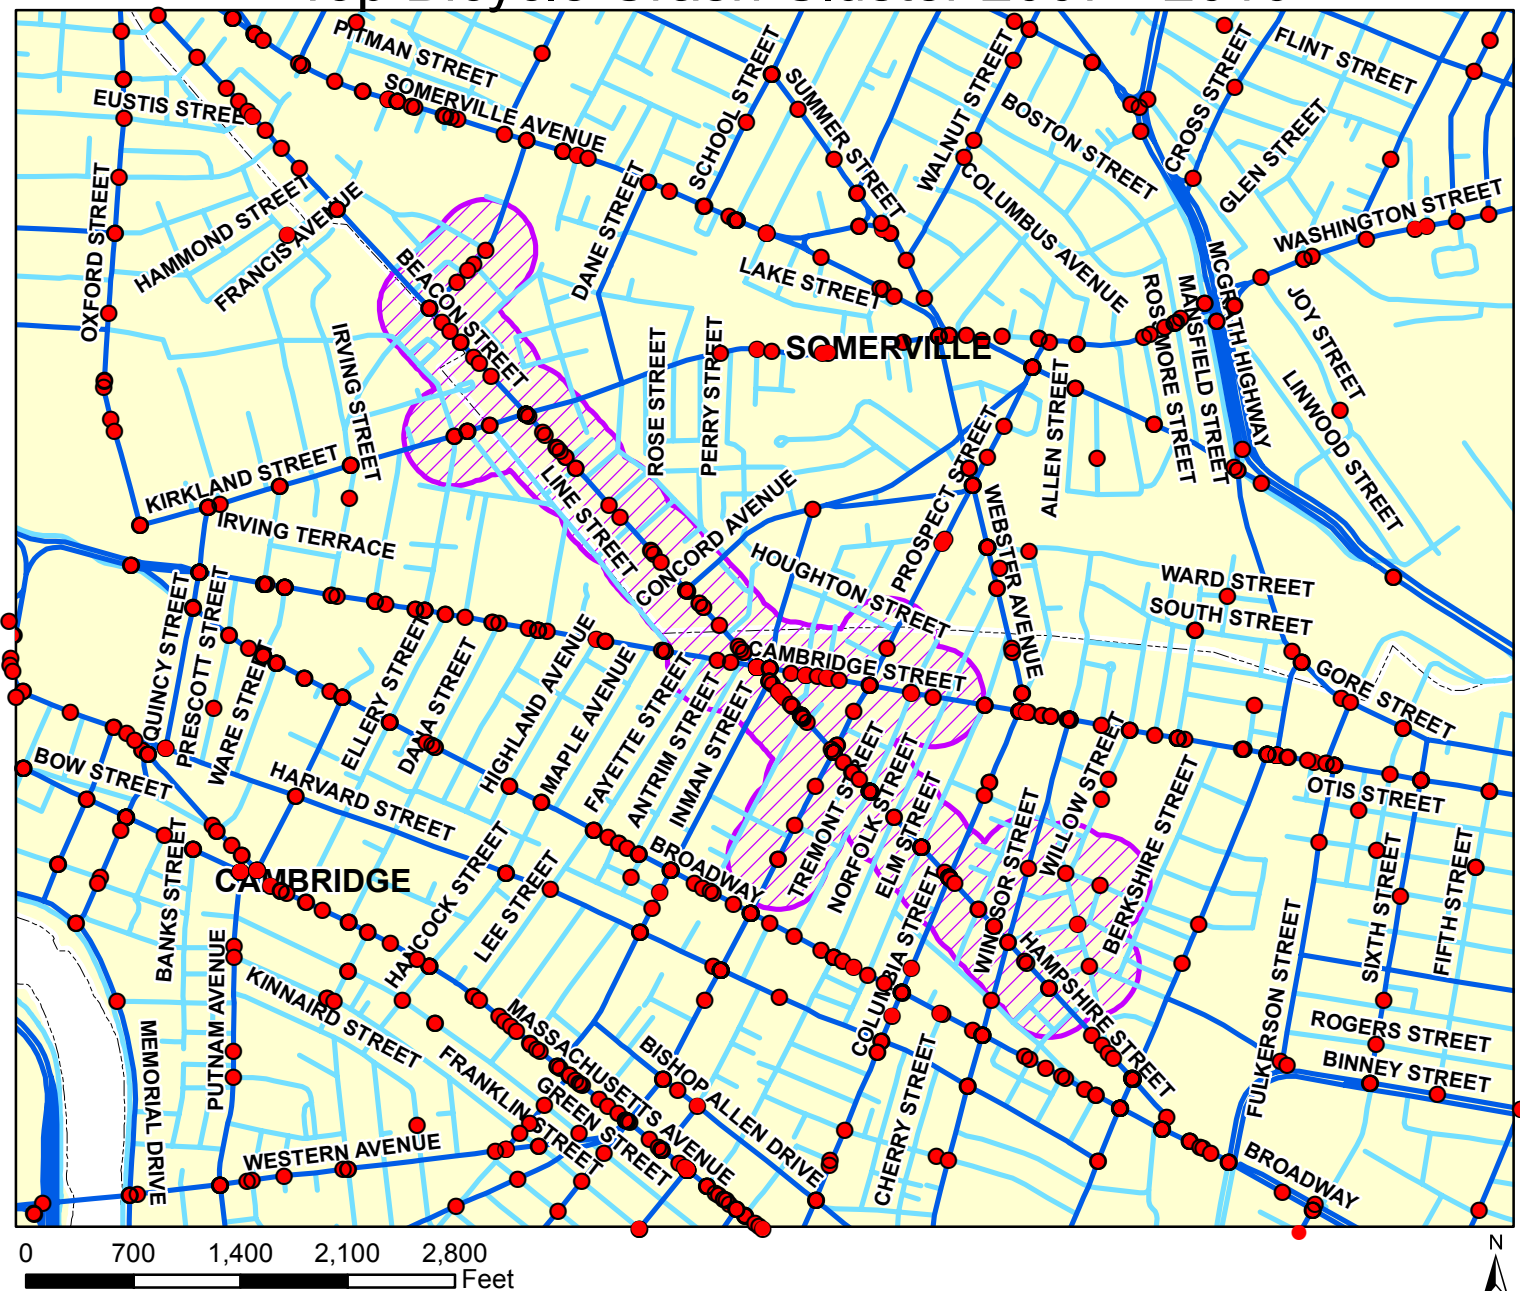 Top Bicycle Crash Cluster 2007 - 2016
PITMAN STREET
SOMERVILLE AVENUE
EUSTIS STREE
SCHOOL STREET
SUMMER STREET
WALNUT STREET
BOSTON STREET
CROSS STREET
FLINT STREET
GLEN STREET
OXFORD STREET
HAMMOND STREET
FRANCIS AVENUE
BEACON STREET
DANE STREET
LAKE STREET
COLUMBUS AVENUE
WASHINGTON STREET
MCGRATH HIGHWAY
ROSSMORE STREET
MANSFIELD STREET
JOY STREET
LINWOOD STREET
IRVING STREET
SOMERVILLE
ROSE STREET
PERRY STREET
ALLEN STREET
KIRKLAND STREET
IRVING TERRACE
LINE STREET
CONCORD AVENUE
HOUGHTON STREET
PROSPECT STREET
WEBSTER AVENUE
WARD STREET
SOUTH STREET
GORE STREET
QUINCY STREET
PRESCOTT STREET
WARE STREET
ELLERY STREET
DANA STREET
HIGHLAND AVENUE
MAPLE AVENUE
FAYETTE STREET
ANTRIM STREET
INMAN STREET
CAMBRIDGE STREET
BOW STREET
HARVARD STREET
TREMONT STREET
NORFOLK STREET
ELM STREET
WINDSOR STREET
WILLOW STREET
BERKSHIRE STREET
OTIS STREET
BROADWAY
CAMBRIDGE
BANKS STREET
HANCOCK STREET
LEE STREET
COLUMBIA STREET
HAMPSHIRE STREET
FULKERSON STREET
SIXTH STREET
FIFTH STREET
PUTNAM AVENUE
KINNAIRD STREET
MASSACHUSETTS AVENUE
BISHOP ALLEN DRIVE
CHERRY STREET
ROGERS STREET
BINNEY STREET
MEMORIAL DRIVE
FRANKLIN STREET
GREEN STREET
WESTERN AVENUE
BROADWAY
0 700 1,400 2,100 2,800
Feet
N